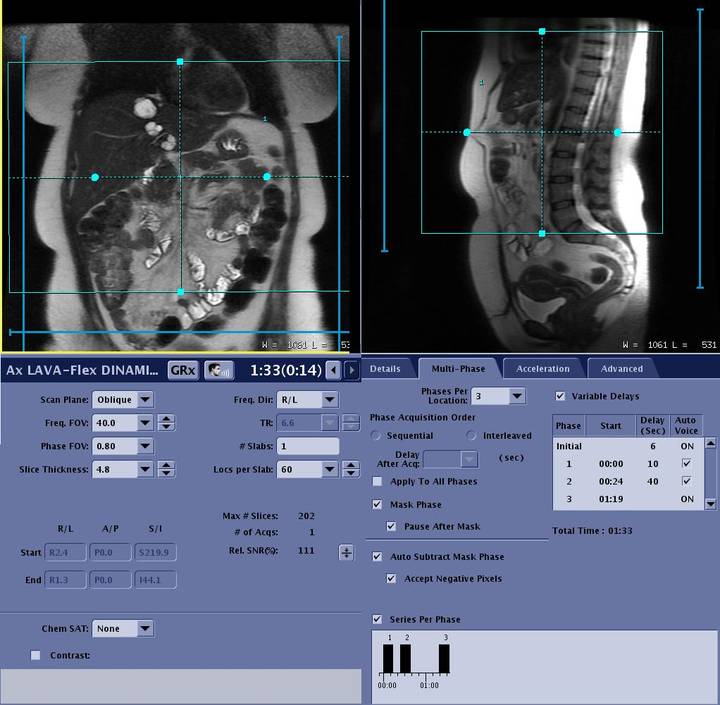 1
1
W = 1061 L = 53
W = 1061 L = 531
Ax LAVA-Flex DINAMI...
GRx
1:33(0:14)
Scan Plane: Oblique
Freq. Dir: R/L
Freq. FOV: 40.0
TR: 6.6
Phase FOV: 0.80
# Slabs: 1
Slice Thickness: 4.8
Locs per Slab: 60
Max # Slices: 202
# of Acqs: 1
Rel. SNR(%): 111
R/L A/P S/I
Start R2.4 P0.0 S219.9
End R1.3 P0.0 I44.1
Chem SAT: None
Contrast:
Details Multi-Phase Acceleration Advanced
Phases Per
Location: 3
Variable Delays
Phase Acquisition Order
Sequential Interleaved
Delay
After Acq: (sec)
Apply To All Phases
Mask Phase
Pause After Mask
Auto Subtract Mask Phase
Accept Negative Pixels
Series Per Phase
Phase Start Delay (Sec) Auto Voice
Initial 6 ON
1 00:00 10
2 00:24 40
3 01:19 ON
Total Time : 01:33
1 2 3
00:00 01:00